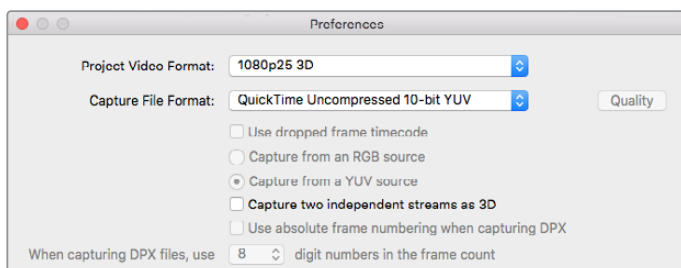 Preferences
Project Video Format: 1080p25 3D
Capture File Format: QuickTime Uncompressed 10-bit YUV Quality
Use dropped frame timecode
Capture from an RGB source
Capture from a YUV source
Capture two independent streams as 3D
Use absolute frame numbering when capturing DPX
When capturing DPX files, use 8 digit numbers in the frame count